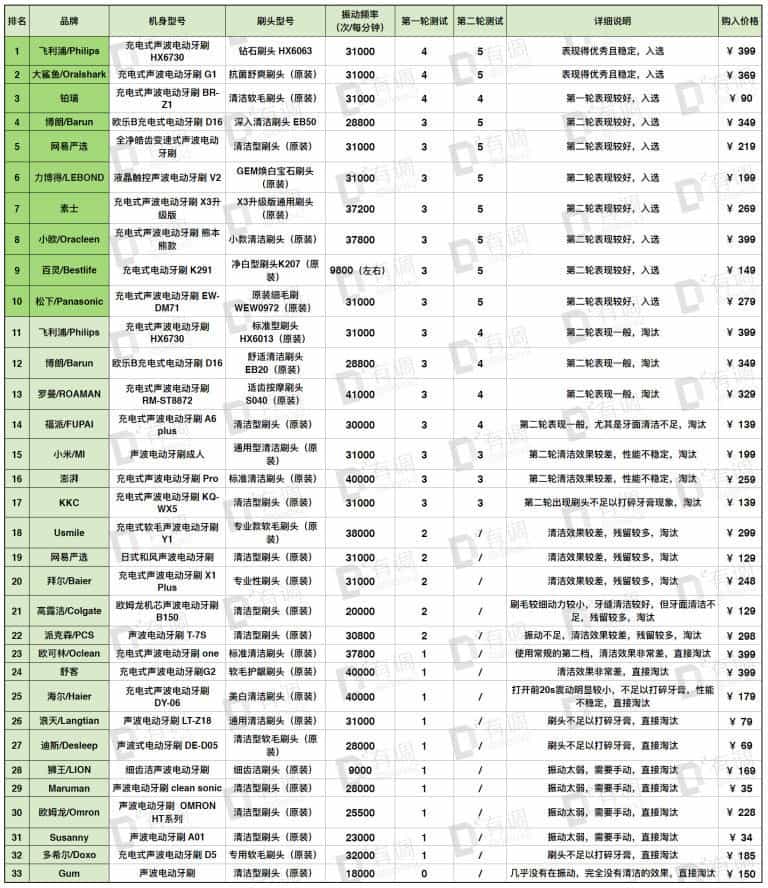 排名 品牌 机身型号 刷头型号 振动频率（次/每分钟） 第一轮测试 第二轮测试 详细说明 购入价格
1 飞利浦/Philips 充电式声波电动牙刷 HX6730 钻石刷头 HX6063 31000 4 5 表现得优秀且稳定，入选 ￥ 399
2 大鲨鱼/Oralshark 充电式声波电动牙刷 G1 抗菌舒爽刷头（原装） 31000 4 5 表现得优秀且稳定，入选 ￥ 369
3 铂瑞 充电式声波电动牙刷 BR-Z1 清洁软毛刷头（原装） 31000 4 4 第一轮表现较好，入选 ￥ 90
4 博朗/Barun 欧乐B充电式电动牙刷 D16 深入清洁刷头 EB50 28800 3 5 第二轮表现较好，入选 ￥ 349
5 网易严选 全净皓齿变速式声波电动牙刷 清洁型刷头（原装） 31000 3 5 第二轮表现较好，入选 ￥ 219
6 力博得/LEBOND 液晶触控声波电动牙刷 V2 GEM焕白宝石刷头（原装） 31000 3 5 第二轮表现较好，入选 ￥ 199
7 素士 充电式声波电动牙刷 X3升级版 X3升级版通用刷头（原装） 37200 3 5 第二轮表现较好，入选 ￥ 269
8 小欧/Oracleen 充电式声波电动牙刷 熊本熊款 小款清洁刷头（原装） 37800 3 5 第二轮表现较好，入选 ￥ 399
9 百灵/Bestlife 充电式电动牙刷 K291 净白型刷头K207（原装） 9800（左右） 3 5 第二轮表现较好，入选 ￥ 149
10 松下/Panasonic 充电式声波电动牙刷 EW-DM71 原装细毛刷 WEW0972（原装） 31000 3 5 第二轮表现较好，入选 ￥ 279
11 飞利浦/Philips 充电式声波电动牙刷 HX6730 标准型刷头 HX6013（原装） 31000 3 4 第二轮表现一般，淘汰 ￥ 399
12 博朗/Barun 欧乐B充电式电动牙刷 D16 舒适清洁刷头 EB20（原装） 28800 3 4 第二轮表现一般，淘汰 ￥ 349
13 罗曼/ROAMAN 充电式声波电动牙刷 RM-ST8872 适齿按摩刷头 S040（原装） 41000 3 4 第二轮表现一般，淘汰 ￥ 329
14 福派/FUPAI 充电式声波电动牙刷 A6 plus 清洁型刷头（原装） 30000 3 4 第二轮表现一般，尤其是牙面清洁不足，淘汰 ￥ 139
15 小米/MI 声波电动牙刷成人 通用型清洁刷头（原装） 31000 3 3 第二轮清洁效果较差，性能不稳定，淘汰 ￥ 199
16 澎湃 充电式声波电动牙刷 Pro 标准清洁刷头（原装） 40000 3 3 第二轮清洁效果较差，性能不稳定，淘汰 ￥ 259
17 KKC 充电式声波电动牙刷 KQ-WX5 清洁型刷头（原装） 31000 3 3 第二轮出现刷头不足以打碎牙膏现象，淘汰 ￥ 139
18 Usmile 充电式软毛声波电动牙刷 Y1 专业款软毛刷头（原装） 38000 2 / 清洁效果较差，残留较多，淘汰 ￥ 299
19 网易严选 日式和风声波电动牙刷 清洁型刷头（原装） 31000 2 / 清洁效果较差，残留较多，淘汰 ￥ 129
20 拜尔/Baier 充电式声波电动牙刷 X1 Plus 专业性刷头（原装） 31000 2 / 清洁效果较差，残留较多，淘汰 ￥ 248
21 高露洁/Colgate 欧姆龙机芯声波电动牙刷 B150 清洁型刷头（原装） 20000 2 / 刷毛较细动力较小，牙缝清洁较好，但牙面清洁不足，残留较多，淘汰 ￥ 129
22 派克森/PCS 声波电动牙刷 T-7S 清洁型刷头（原装） 30800 2 / 振动不足，清洁效果较差，残留较多，淘汰 ￥ 298
23 欧可林/Oclean 充电式声波电动牙刷 one 标准清洁刷头（原装） 37800 1 / 使用常规的第二档，清洁效果非常差，直接淘汰 ￥ 399
24 舒客 充电式声波电动牙刷G2 软毛护龈刷头（原装） 40000 1 / 清洁效果非常差，直接淘汰 ￥ 399
25 海尔/Haier 充电式声波电动牙刷 DY-06 美白清洁刷头（原装） 40000 1 / 打开前20s震动明显较小，不足以打碎牙膏，性能不稳定，直接淘汰 ￥ 179
26 浪天/Langtian 声波电动牙刷 LT-Z18 通用清洁刷头（原装） 31000 1 / 刷头不足以打碎牙膏，直接淘汰 ￥ 79
27 迪斯/Desleep 声波式电动牙刷 DE-D05 清洁型软毛刷头（原装） 28000 1 / 刷头不足以打碎牙膏，直接淘汰 ￥ 69
28 狮王/LION 细齿洁声波电动牙刷 细齿洁刷头（原装） 9000 1 / 振动太弱，需要手动，直接淘汰 ￥ 169
29 Maruman 声波电动牙刷 clean sonic 清洁型刷头（原装） 28000 1 / 振动太弱，需要手动，直接淘汰 ￥ 35
30 欧姆龙/Omron 声波电动牙刷 OMRON HT系列 清洁型刷头（原装） 25500 1 / 振动太弱，需要手动，直接淘汰 ￥ 228
31 Susanny 声波电动牙刷 A01 清洁型刷头（原装） 23000 1 / 振动太弱，需要手动，直接淘汰 ￥ 34
32 多希尔/Doxo 充电式声波电动牙刷 D5 专用软毛刷头（原装） 32000 1 / 刷头不足以打碎牙膏，直接淘汰 ￥ 185
33 Gum 声波电动牙刷 清洁型刷头（原装） 18000 0 / 几乎没有在振动，完全没有清洁的效果，直接淘汰 ￥ 150